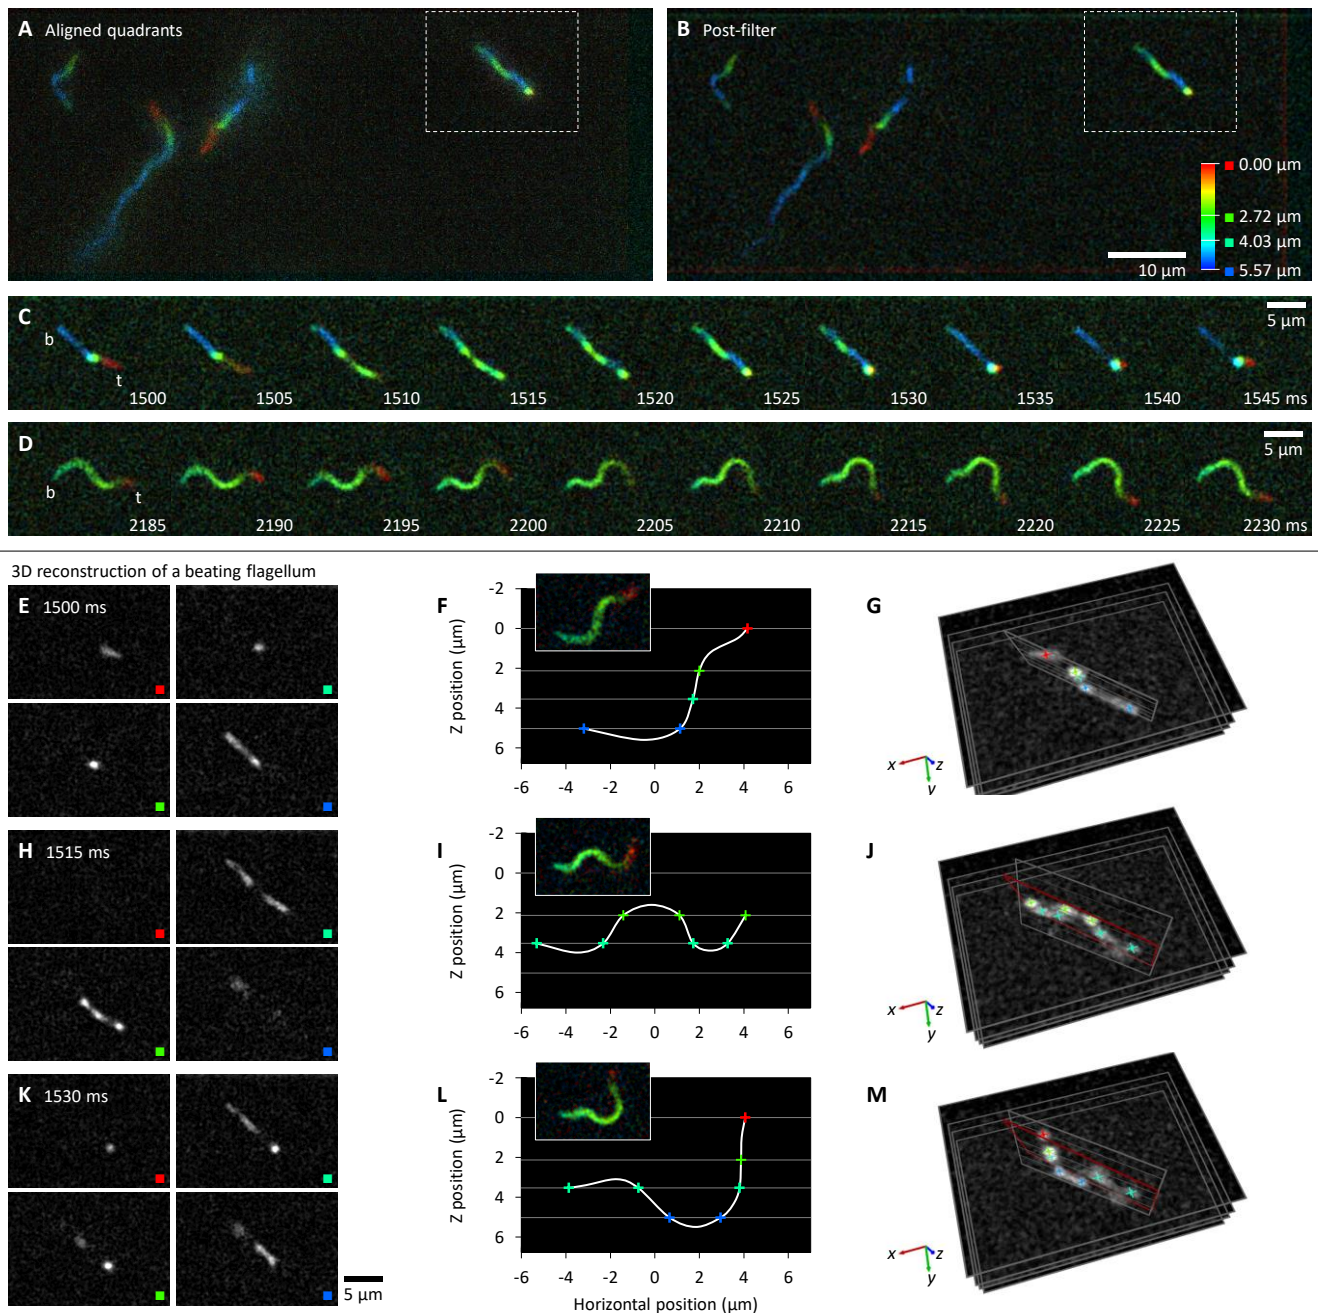 A Aligned quadrants
B Post-filter
0.00 µm
2.72 µm
4.03 µm
5.57 µm
10 µm
C
5 µm
b
t
1500 1505 1510 1515 1520 1525 1530 1535 1540 1545 ms
D
5 µm
b
t
2185 2190 2195 2200 2205 2210 2215 2220 2225 2230 ms
3D reconstruction of a beating flagellum
E 1500 ms
F
-2
0
2
4
6
Z position (µm)
-6 -4 -2 0 2 4 6
G
x
z
y
H 1515 ms
I
-2
0
2
4
6
Z position (µm)
-6 -4 -2 0 2 4 6
J
x
z
y
K 1530 ms
5 µm
L
-2
0
2
4
6
Z position (µm)
-6 -4 -2 0 2 4 6
Horizontal position (µm)
M
x
z
y